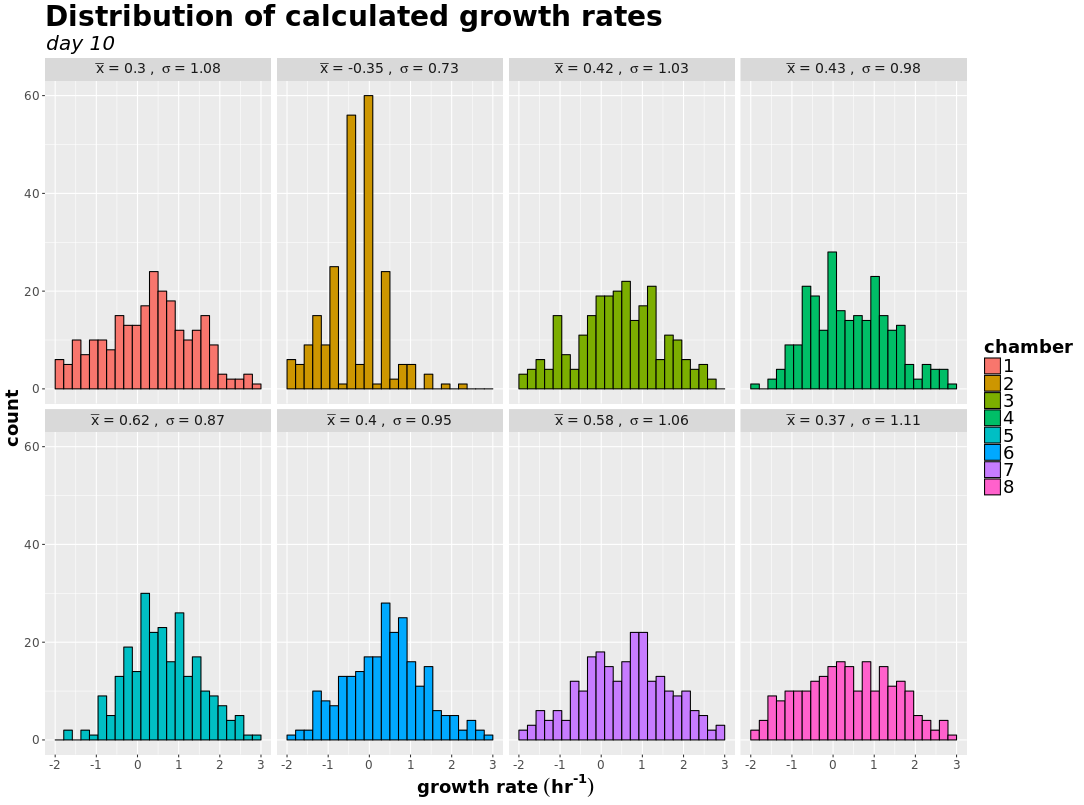 Distribution of calculated growth rates
day 10
x̅ = 0.3 , σ = 1.08
x̅ = -0.35 , σ = 0.73
x̅ = 0.42 , σ = 1.03
x̅ = 0.43 , σ = 0.98
60
40
20
0
x̅ = 0.62 , σ = 0.87
x̅ = 0.4 , σ = 0.95
x̅ = 0.58 , σ = 1.06
x̅ = 0.37 , σ = 1.11
60
40
20
0
-2 -1 0 1 2 3
-2 -1 0 1 2 3
-2 -1 0 1 2 3
-2 -1 0 1 2 3
count
growth rate (hr⁻¹)
chamber
1
2
3
4
5
6
7
8